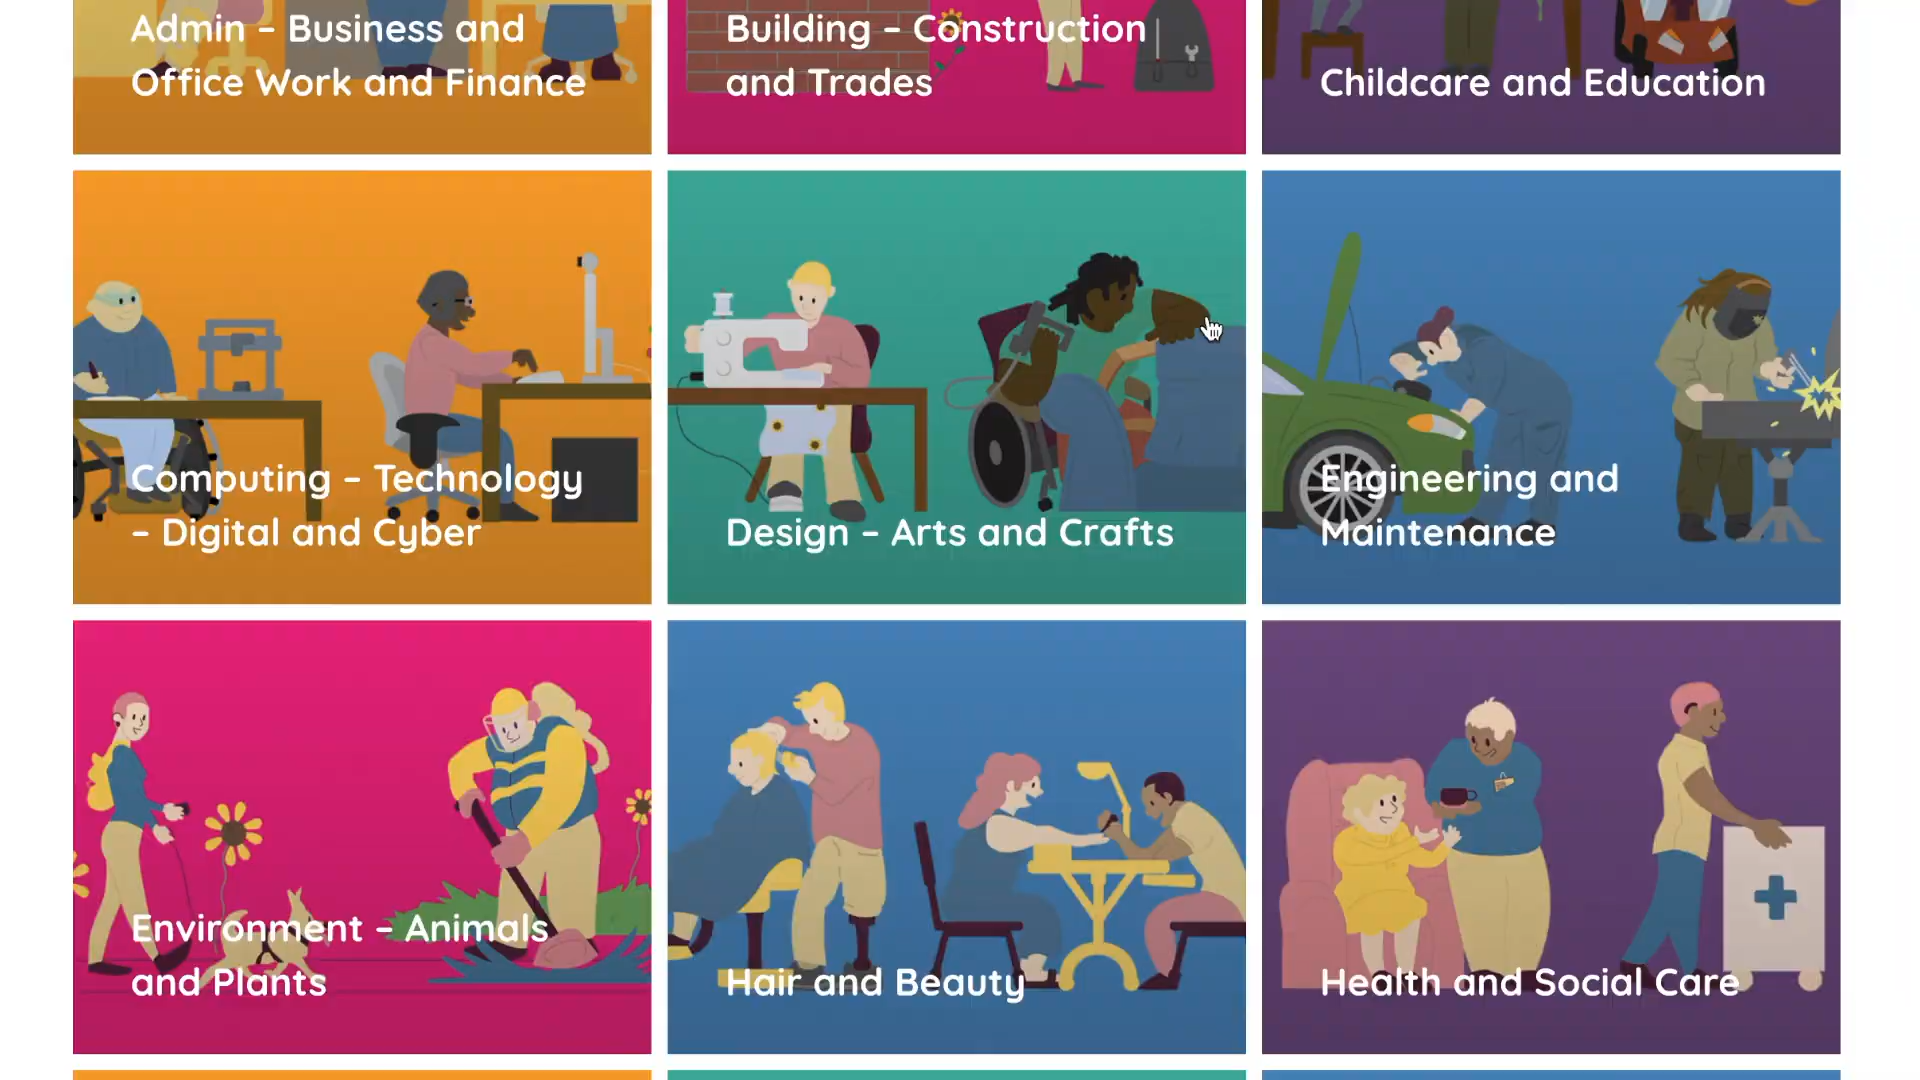 Admin – Business and
Office Work and Finance
Building – Construction
and Trades
Childcare and Education
Computing – Technology
– Digital and Cyber
Design – Arts and Crafts
Engineering and
Maintenance
Environment – Animals
and Plants
Hair and Beauty
Health and Social Care